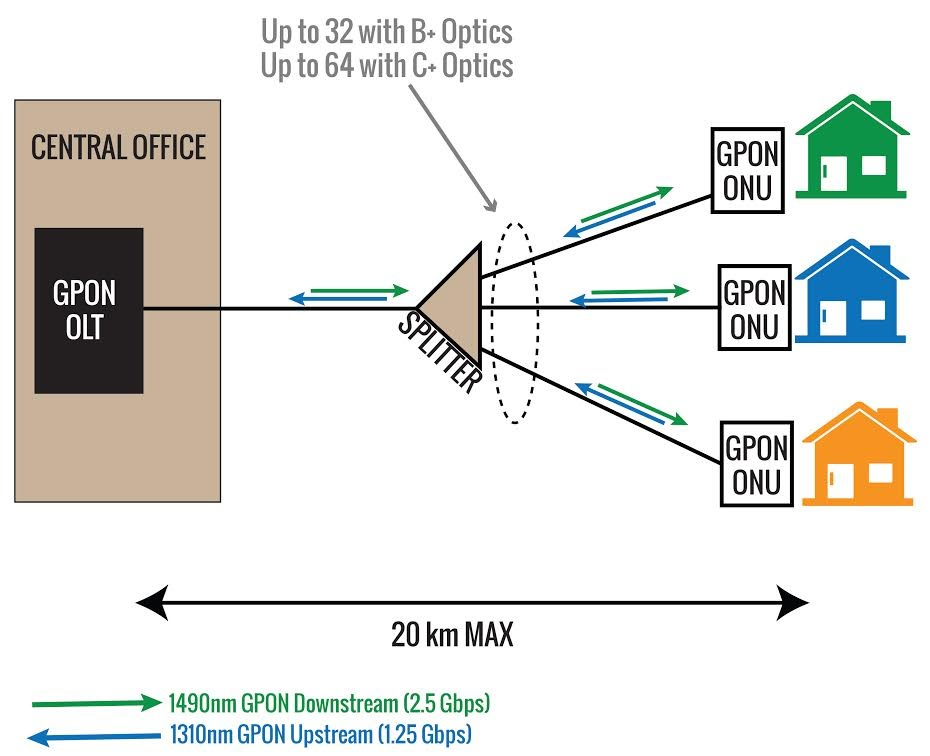 Up to 32 with B+ Optics
Up to 64 with C+ Optics
CENTRAL OFFICE
GPON
OLT
SPLITTER
GPON
ONU
GPON
ONU
GPON
ONU
20 km MAX
1490nm GPON Downstream (2.5 Gbps)
1310nm GPON Upstream (1.25 Gbps)